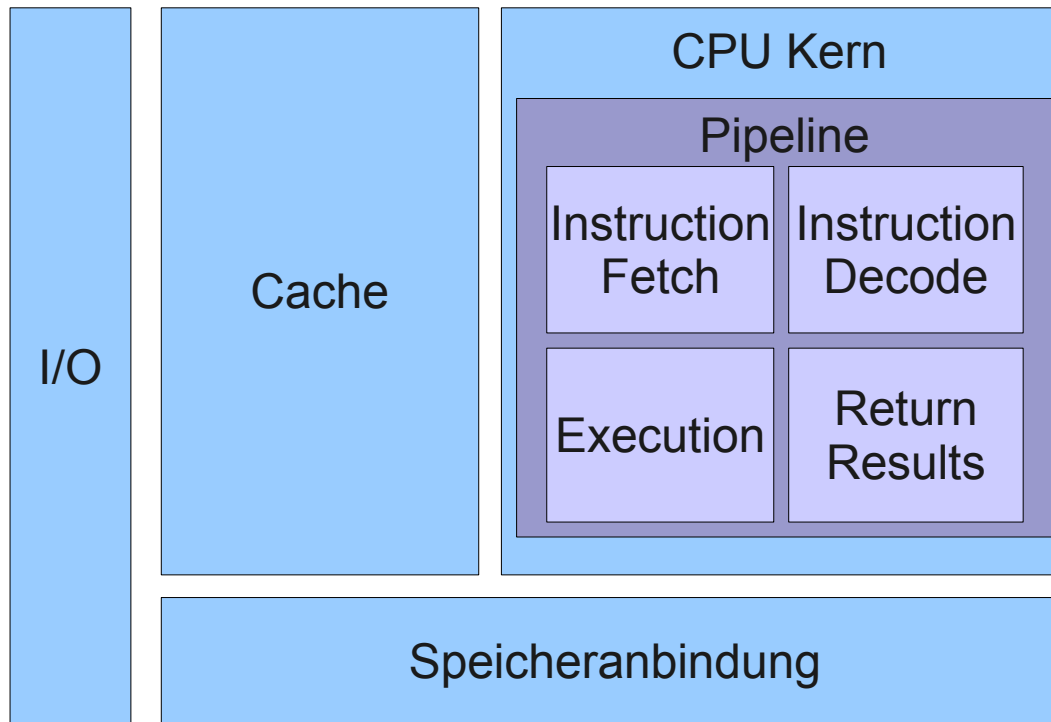 I/O
Cache
CPU Kern
Pipeline
Instruction
Fetch
Instruction
Decode
Execution
Return
Results
Speicheranbindung